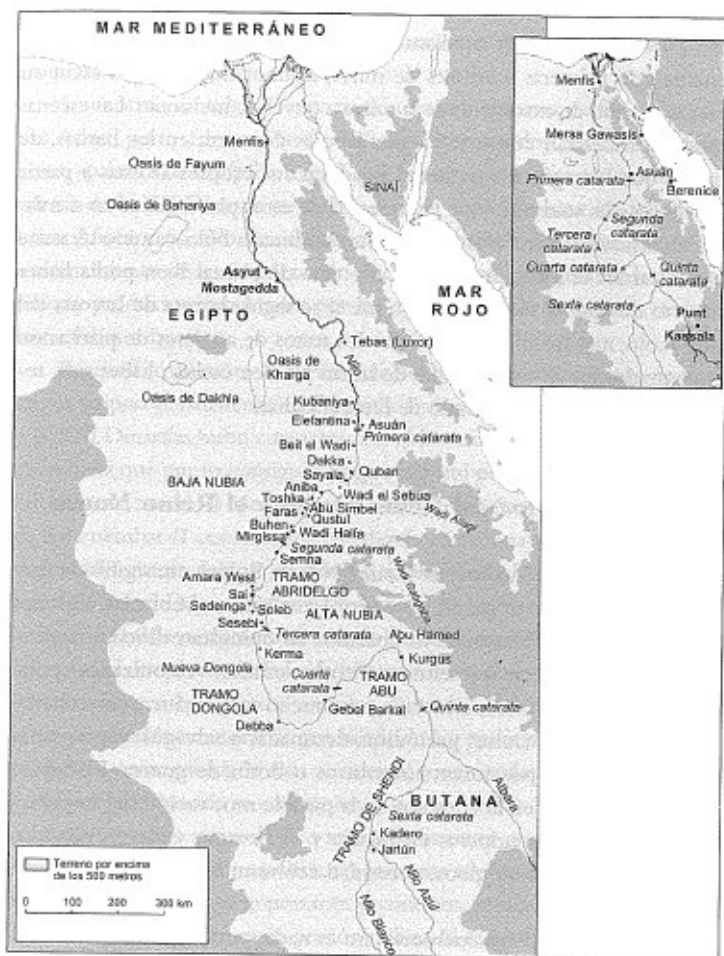 MAR MEDITERRÁNEO
Menfis
Oasis de Fayum
SINAÍ
Oasis de Bahariya
Asyut
Mostagedda
MAR
ROJO
EGIPTO
Tebas (Luxor)
Nilo
Oasis de
Kharga
Oasis de Dakhla
Kubaniya
Elefantina
Asuán
Primera catarata
Beit el Wadi
Dakka
Sayala
Quban
BAJA NUBIA
Aniba
Wadi el Sebua
Toshka
Abu Simbel
Faras
Qustul
Wadi Allaqi
Buhen
Wadi Halfa
Mirgissa
Segunda catarata
Semna
Wadi Gabgaba
Amara West
TRAMO
ABRIDELGO
Sai
Sedeinga
Soleb
ALTA NUBIA
Sesebi
Tercera catarata
Abu Hamed
Kerma
Kurgus
Nueva Dongola
Cuarta
catarata
TRAMO
ABU
TRAMO
DONGOLA
Gebel Barkal
Quinta catarata
Debba
TRAMO DE SHENDI
BUTANA
Atbara
Sexta catarata
Kadero
Jartún
Nilo Azul
Nilo Blanco
Terreno por encima
de los 500 metros
0 100 200 300 km
Menfis
Mersa Gawasis
Asuán
Primera catarata
Berenice
Segunda
catarata
Tercera
catarata
Cuarta catarata
Quinta
catarata
Sexta catarata
Punt
Kassala